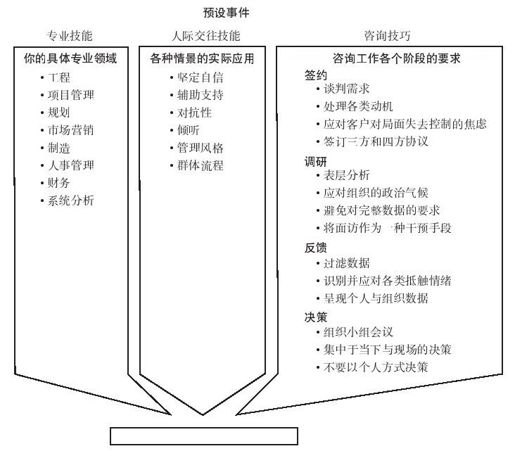 预设事件
专业技能
你的具体专业领域
• 工程
• 项目管理
• 规划
• 市场营销
• 制造
• 人事管理
• 财务
• 系统分析
人际交往技能
各种情景的实际应用
• 坚定自信
• 辅助支持
• 对抗性
• 倾听
• 管理风格
• 群体流程
咨询技巧
咨询工作各个阶段的要求
签约
• 谈判需求
• 处理各类动机
• 应对客户对局面失去控制的焦虑
• 签订三方和四方协议
调研
• 表层分析
• 应对组织的政治气候
• 避免对完整数据的要求
• 将面访作为一种干预手段
反馈
• 过滤数据
• 识别并应对各类抵触情绪
• 呈现个人与组织数据
决策
• 组织小组会议
• 集中于当下与现场的决策
• 不要以个人方式决策